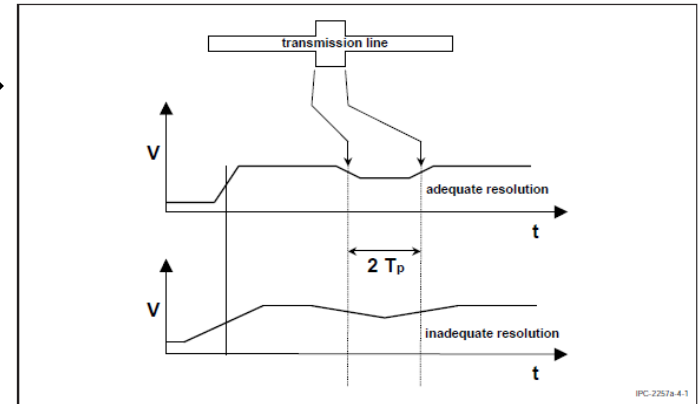 transmission line
V
adequate resolution
t
2 Tp
V
inadequate resolution
t
IPC-2257a-4-1